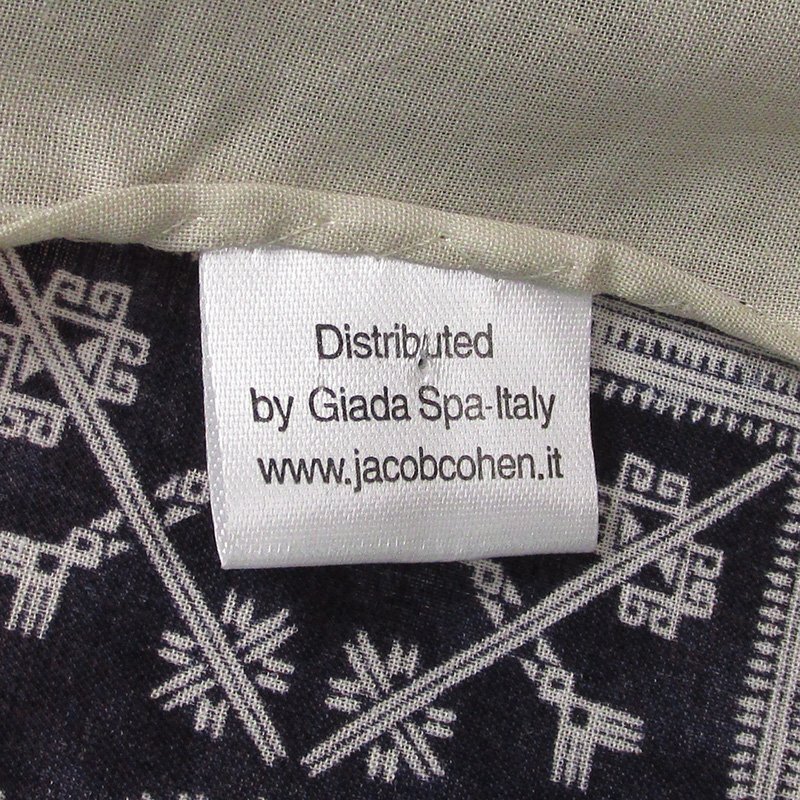 Distributed
by Giada Spa-Italy
www.jacobcohen.it